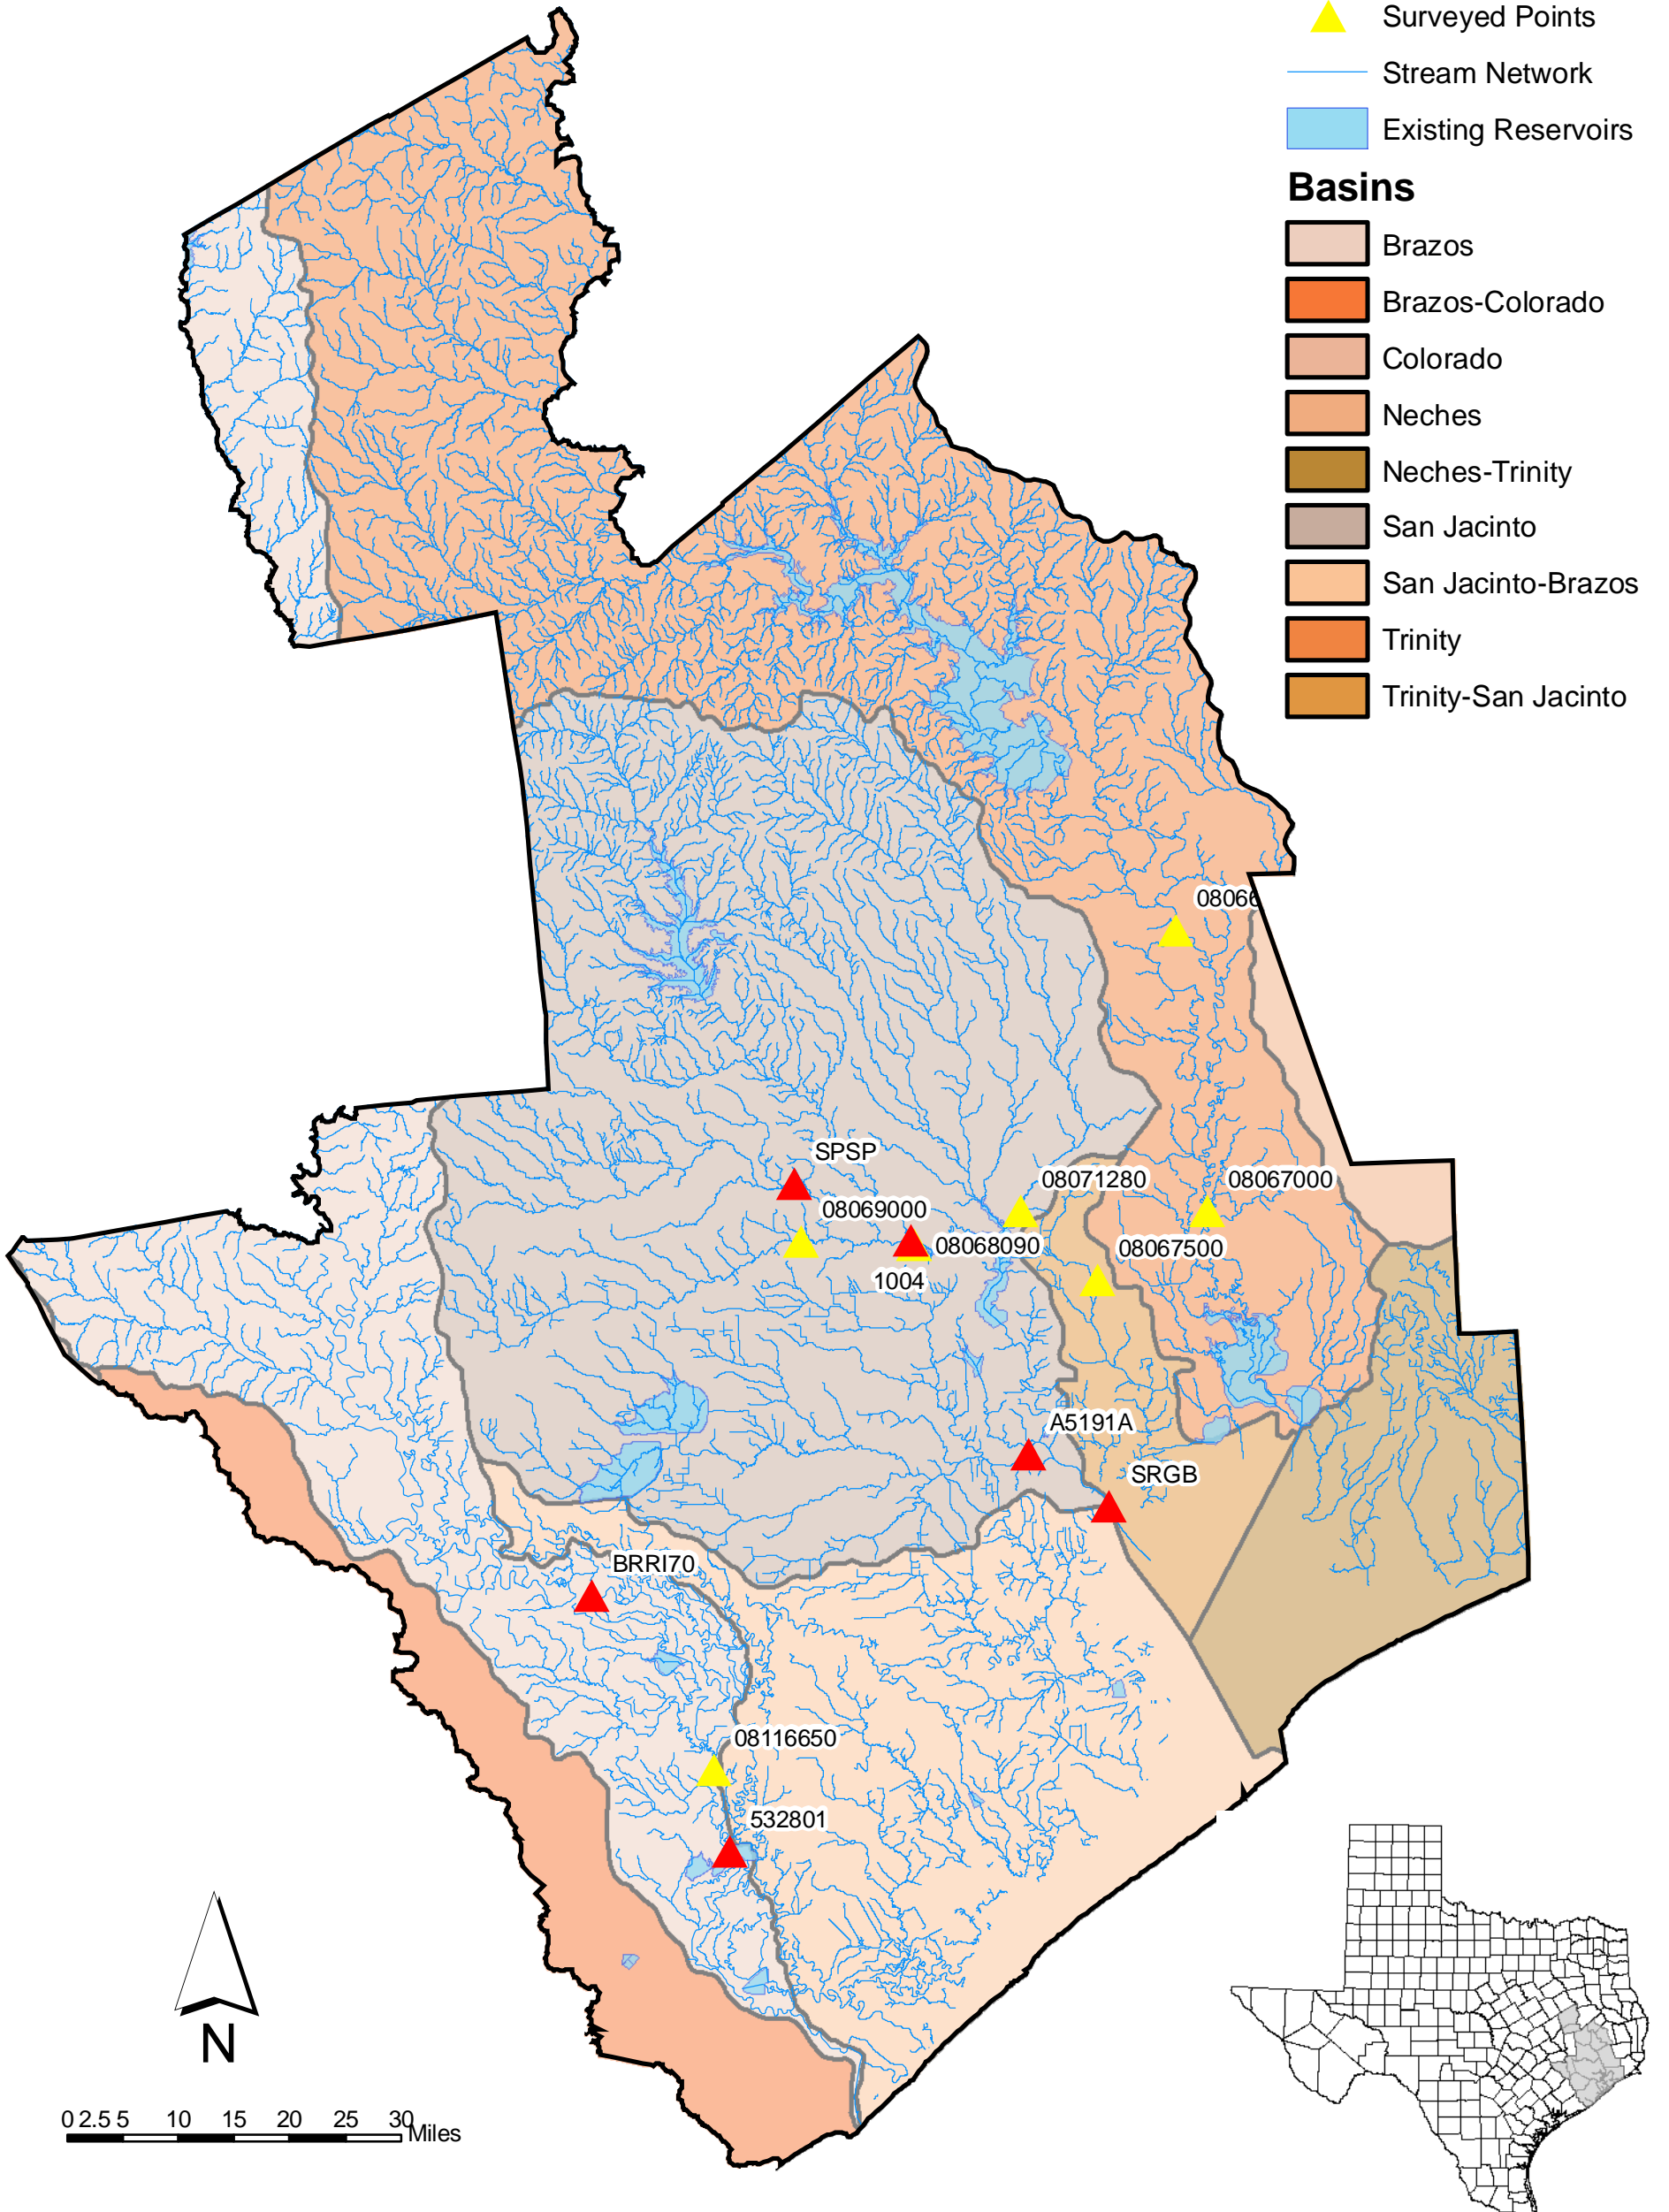 Surveyed Points
Stream Network
Existing Reservoirs
Basins
Brazos
Brazos-Colorado
Colorado
Neches
Neches-Trinity
San Jacinto
San Jacinto-Brazos
Trinity
Trinity-San Jacinto
08066
SPSP
08071280
08067000
08069000
08068090
08067500
1004
A5191A
SRGB
BRRI70
08116650
532801
N
0 2.5 5 10 15 20 25 30 Miles